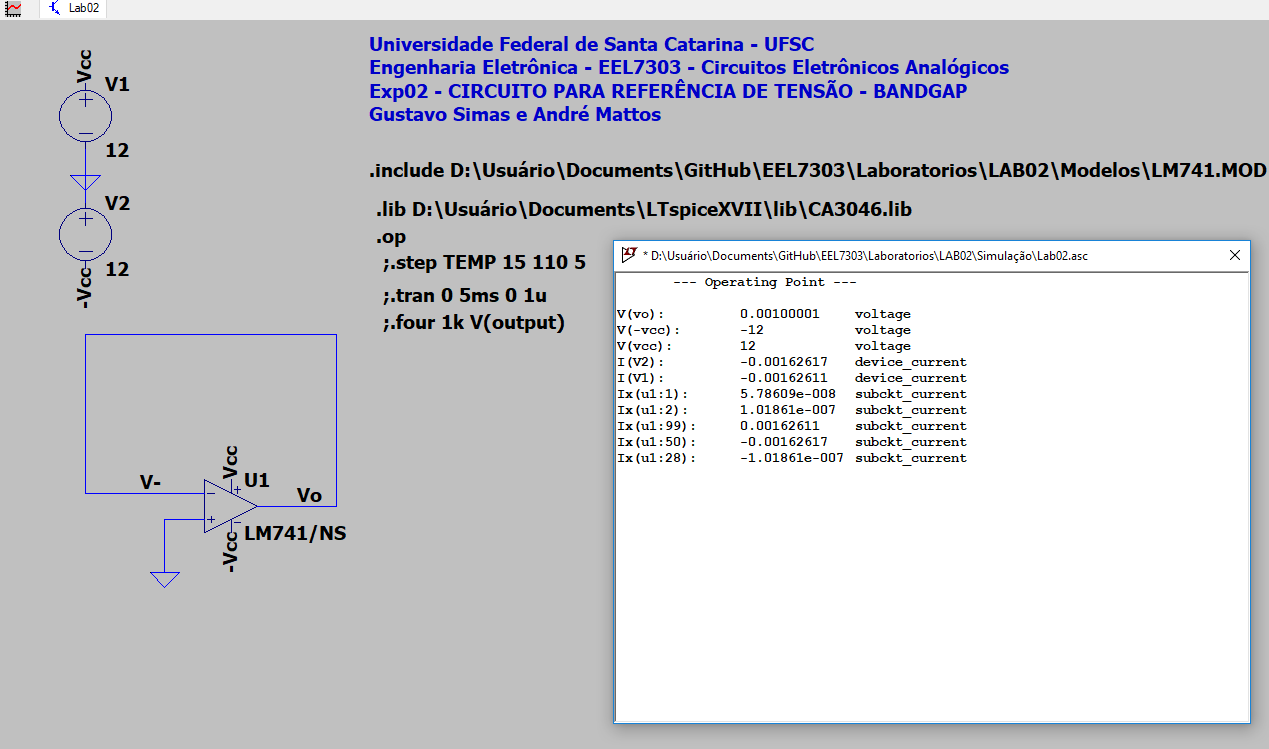 Lab02
Universidade Federal de Santa Catarina - UFSC
Engenharia Eletrônica - EEL7303 - Circuitos Eletrônicos Analógicos
Exp02 - CIRCUITO PARA REFERÊNCIA DE TENSÃO - BANDGAP
Gustavo Simas e André Mattos
Vcc
V1
12
V2
12
-Vcc
.include D:\Usuário\Documents\GitHub\EEL7303\Laboratorios\LAB02\Modelos\LM741.MOD
.lib D:\Usuário\Documents\LTspiceXVII\lib\CA3046.lib
.op
;.step TEMP 15 110 5
;.tran 0 5ms 0 1u
;.four 1k V(output)
V-
Vcc
U1
Vo
LM741/NS
-Vcc
* D:\Usuário\Documents\GitHub\EEL7303\Laboratorios\LAB02\Simulação\Lab02.asc
--- Operating Point ---
V(vo): 0.00100001 voltage
V(-vcc): -12 voltage
V(vcc): 12 voltage
I(V2): -0.00162617 device_current
I(V1): -0.00162611 device_current
Ix(u1:1): 5.78609e-008 subckt_current
Ix(u1:2): 1.01861e-007 subckt_current
Ix(u1:99): 0.00162611 subckt_current
Ix(u1:50): -0.00162617 subckt_current
Ix(u1:28): -1.01861e-007 subckt_current